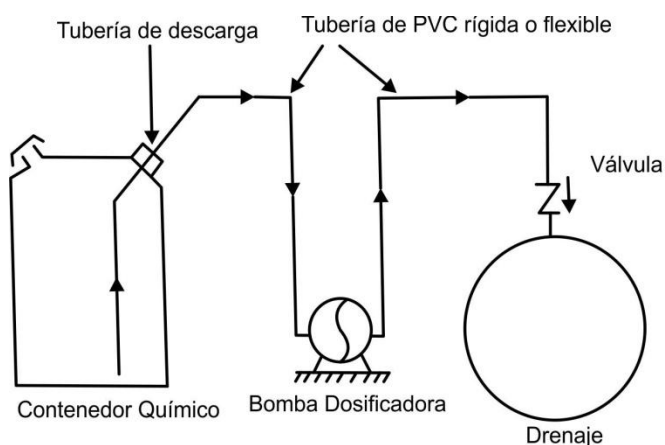 Tubería de descarga
Tubería de PVC rígida o flexible
Válvula
Contenedor Químico
Bomba Dosificadora
Drenaje